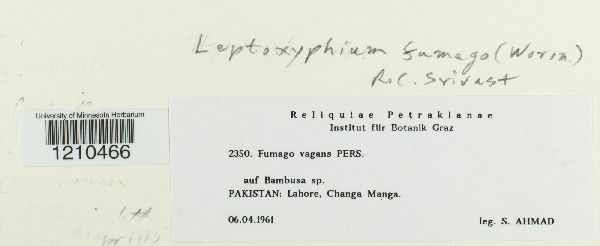 Leptoxyphium fumago (Woron.)
R.C. Srivast
University of Minnesota Herbarium
1210466
Reliquiae Petrakianae
Institut für Botanik Graz
2350. Fumago vagans PERS.
auf Bambusa sp.
PAKISTAN: Lahore, Changa Manga.
06.04.1961 leg. S. AHMAD